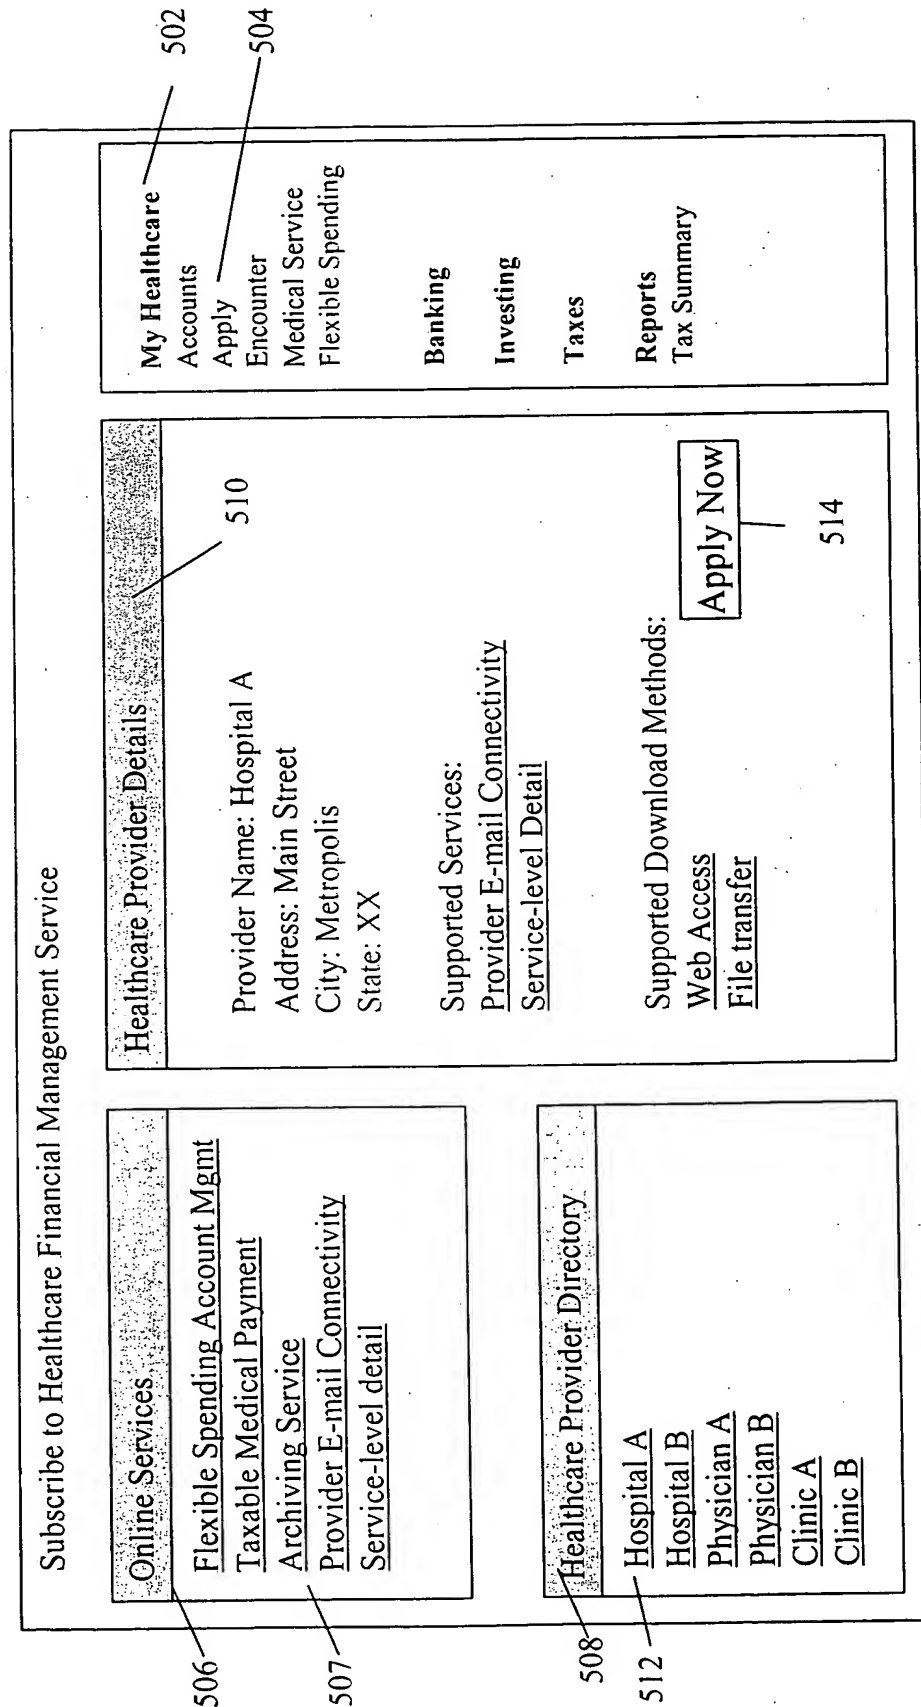 Subscribe to Healthcare Financial Management Service
506
Online Services
Flexible Spending Account Mgmt
Taxable Medical Payment
Archiving Service
Provider E-mail Connectivity
Service-level detail
507
508
Healthcare Provider Directory
Hospital A
Hospital B
Physician A
Physician B
Clinic A
Clinic B
512
Healthcare Provider Details
510
Provider Name: Hospital A
Address: Main Street
City: Metropolis
State: XX
Supported Services:
Provider E-mail Connectivity
Service-level Detail
Supported Download Methods:
Web Access
File transfer
Apply Now
514
My Healthcare
502
Accounts
Apply
504
Encounter
Medical Service
Flexible Spending
Banking
Investing
Taxes
Reports
Tax Summary